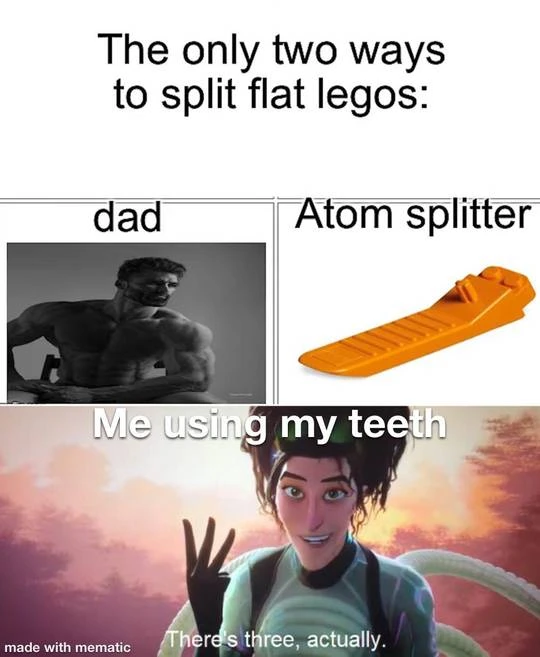 The only two ways
to split flat legos:
dad
Atom splitter
Me using my teeth
There's three, actually.
made with mematic